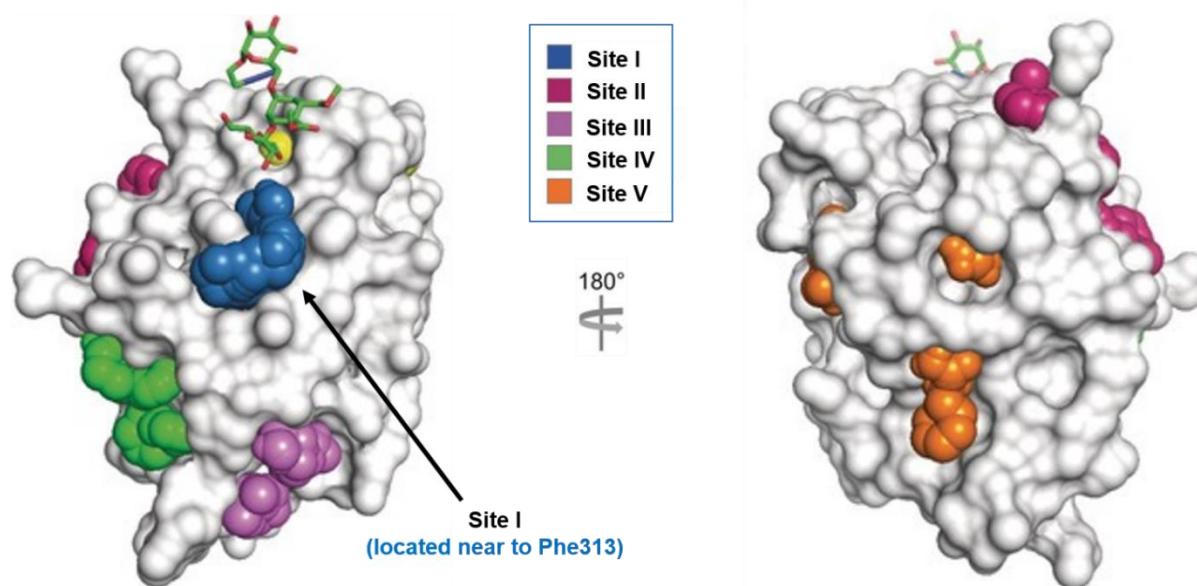 Site I
Site II
Site III
Site IV
Site V
180°
Site I
(located near to Phe313)